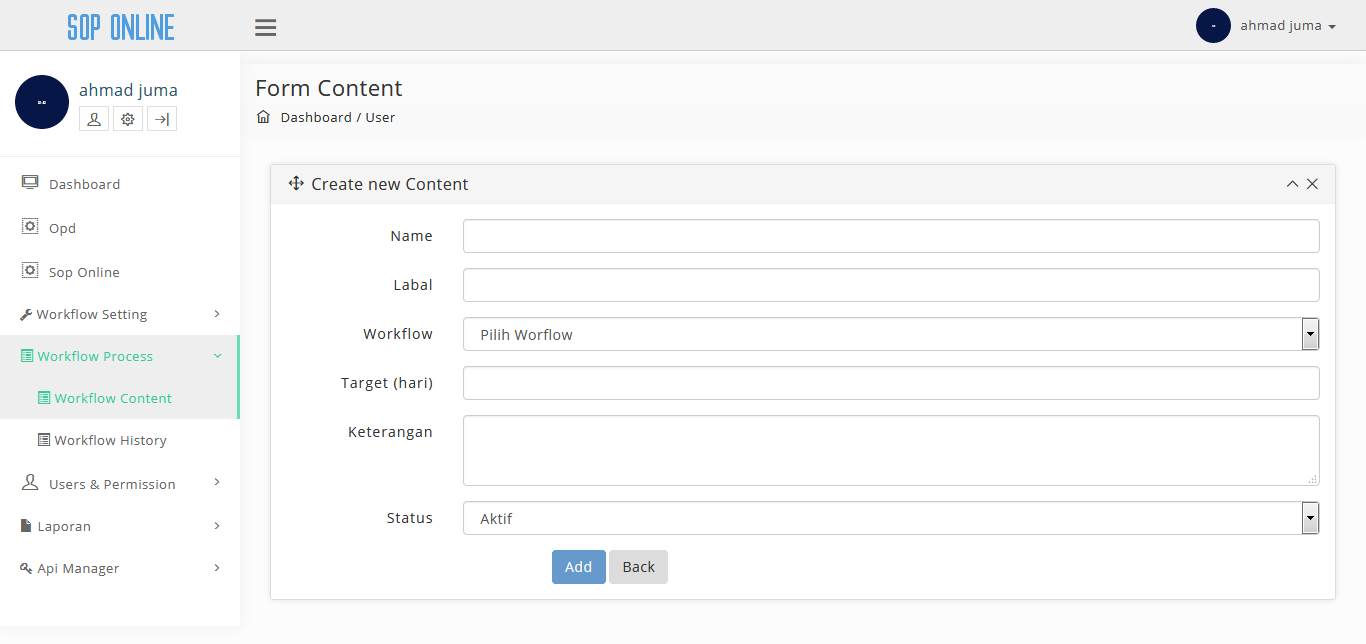 SOP ONLINE
ahmad juma
ahmad juma
Form Content
Dashboard / User
Dashboard
Opd
Sop Online
Workflow Setting
Workflow Process
Workflow Content
Workflow History
Users & Permission
Laporan
Api Manager
Create new Content
Name
Labal
Workflow
Pilih Worflow
Target (hari)
Keterangan
Status
Aktif
Add
Back